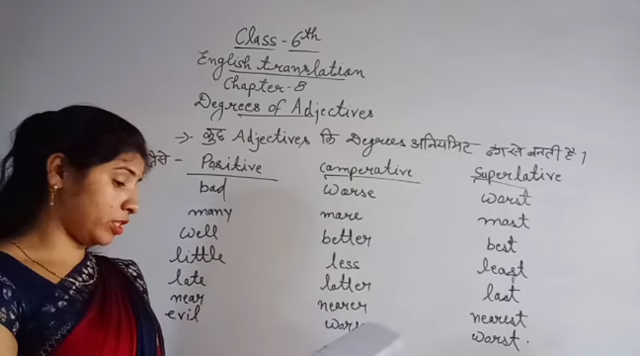 Class - 6th
English translation
Chapter - 8
Degrees of Adjectives
→ कुछ Adjectives कि Degrees अनियमित ढंग से बनती है।
जैसे - Positive Camperative Superlative
bad worse worst
many more most
well better best
little less least
late latter last
near nearer nearest
evil worst.